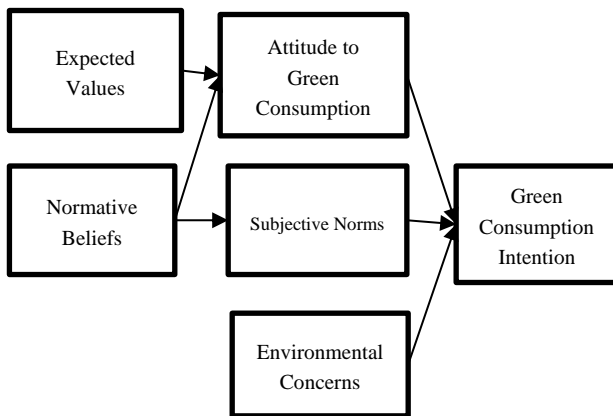 Expected
Values
Attitude to
Green
Consumption
Normative
Beliefs
Subjective Norms
Green
Consumption
Intention
Environmental
Concerns